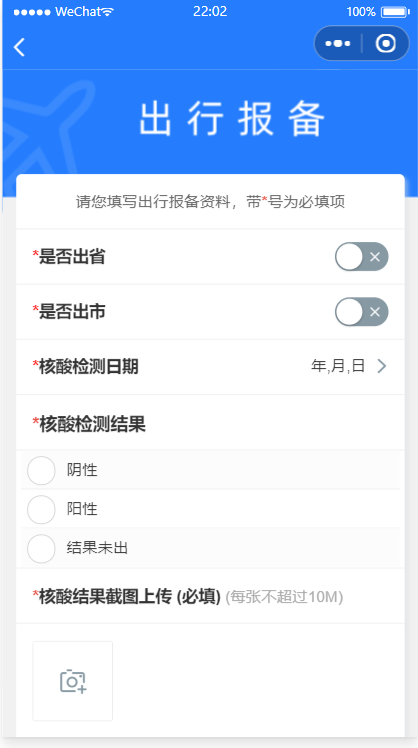 WeChat 22:02 100%
出行报备
请您填写出行报备资料，带*号为必填项
*是否出省
*是否出市
*核酸检测日期 年,月,日
*核酸检测结果
阴性
阳性
结果未出
*核酸结果截图上传 (必填) (每张不超过10M)